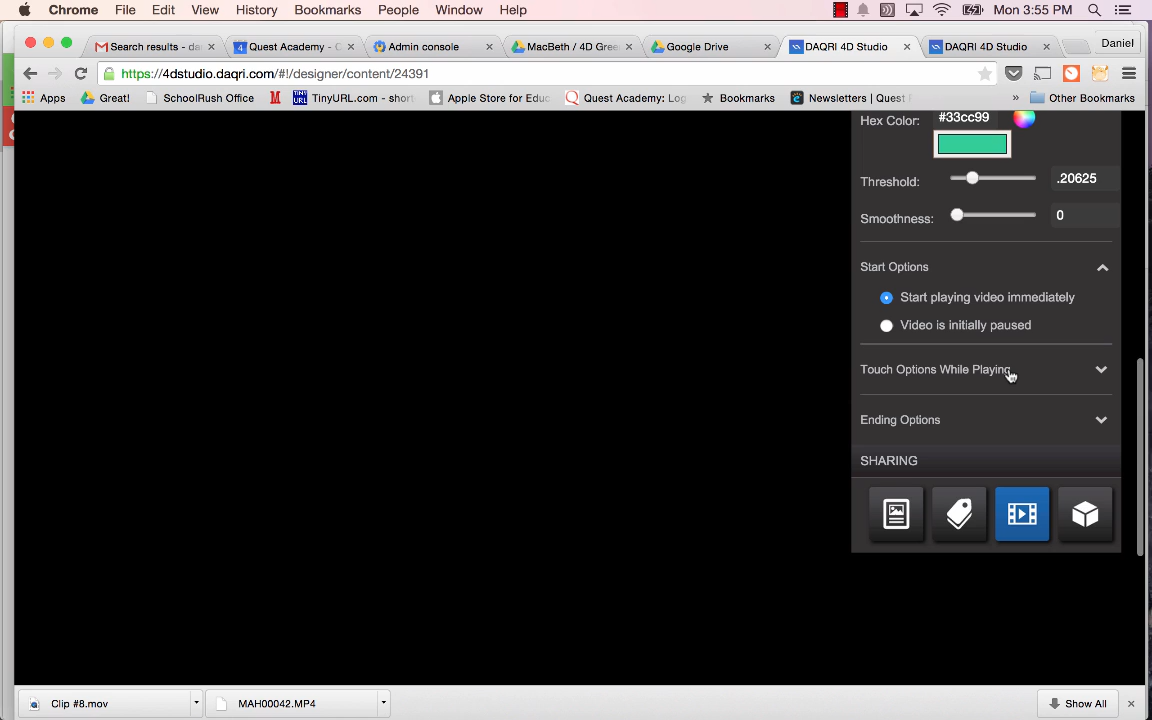 Chrome File Edit View History Bookmarks People Window Help Mon 3:55 PM
Search results - da
Quest Academy - C
Admin console
MacBeth / 4D Gree
Google Drive
DAQRI 4D Studio
DAQRI 4D Studio
Daniel
https://4dstudio.daqri.com/#!/designer/content/24391
Apps Great! SchoolRush Office TinyURL.com - short Apple Store for Educ Quest Academy: Log Bookmarks Newsletters | Quest » Other Bookmarks
Hex Color: #33cc99
Threshold: .20625
Smoothness: 0
Start Options
Start playing video immediately
Video is initially paused
Touch Options While Playing
Ending Options
SHARING
Clip #8.mov MAH00042.MP4 Show All